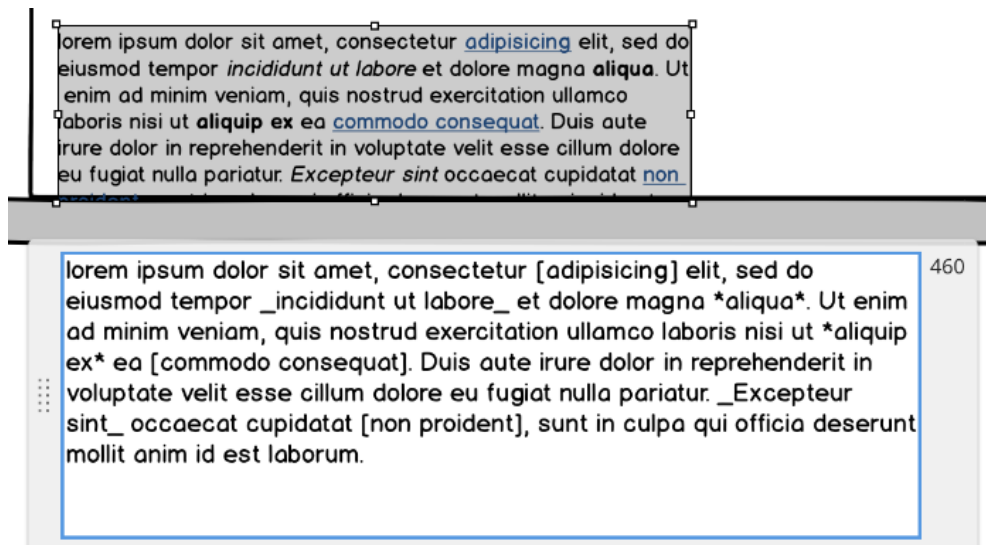 lorem ipsum dolor sit amet, consectetur adipisicing elit, sed do
eiusmod tempor incididunt ut labore et dolore magna aliqua. Ut
enim ad minim veniam, quis nostrud exercitation ullamco
laboris nisi ut aliquip ex ea commodo consequat. Duis aute
irure dolor in reprehenderit in voluptate velit esse cillum dolore
eu fugiat nulla pariatur. Excepteur sint occaecat cupidatat non
lorem ipsum dolor sit amet, consectetur [adipisicing] elit, sed do
460
eiusmod tempor _incididunt ut labore_ et dolore magna *aliqua*. Ut enim
ad minim veniam, quis nostrud exercitation ullamco laboris nisi ut *aliquip
ex* ea [commodo consequat]. Duis aute irure dolor in reprehenderit in
voluptate velit esse cillum dolore eu fugiat nulla pariatur. _Excepteur
sint_ occaecat cupidatat [non proident], sunt in culpa qui officia deserunt
mollit anim id est laborum.